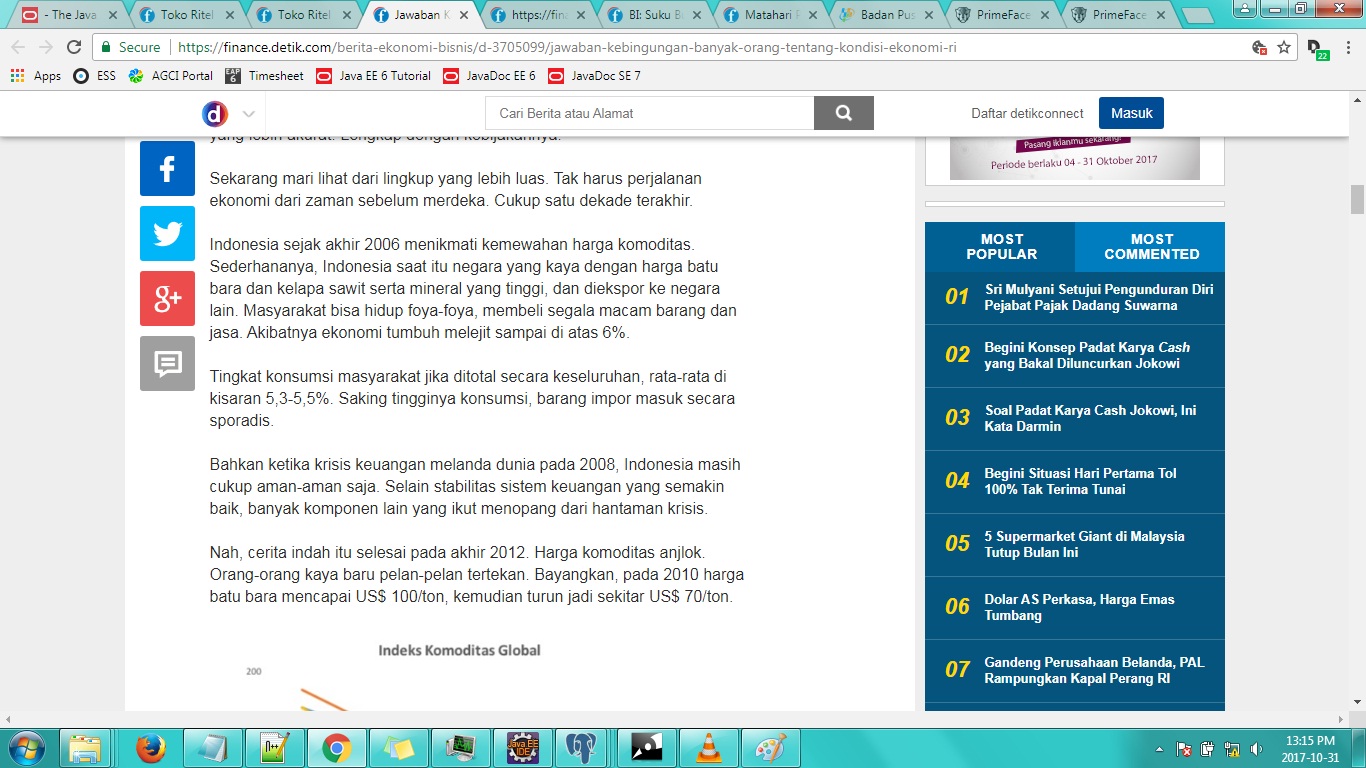 - The Java
Toko Ritel
Toko Ritel
Jawaban K
https://fina
BI: Suku B
Matahari
Badan Pus
PrimeFace
PrimeFace
Secure
https://finance.detik.com/berita-ekonomi-bisnis/d-3705099/jawaban-kebingungan-banyak-orang-tentang-kondisi-ekonomi-ri
22
Apps
ESS
AGCI Portal
EAP 6
Timesheet
Java EE 6 Tutorial
JavaDoc EE 6
JavaDoc SE 7
d
Cari Berita atau Alamat
Daftar detikconnect
Masuk
yang lebih akurat. Lengkap dengan kebijakannya.
Sekarang mari lihat dari lingkup yang lebih luas. Tak harus perjalanan
ekonomi dari zaman sebelum merdeka. Cukup satu dekade terakhir.
Indonesia sejak akhir 2006 menikmati kemewahan harga komoditas.
Sederhananya, Indonesia saat itu negara yang kaya dengan harga batu
bara dan kelapa sawit serta mineral yang tinggi, dan diekspor ke negara
lain. Masyarakat bisa hidup foya-foya, membeli segala macam barang dan
jasa. Akibatnya ekonomi tumbuh melejit sampai di atas 6%.
Tingkat konsumsi masyarakat jika ditotal secara keseluruhan, rata-rata di
kisaran 5,3-5,5%. Saking tingginya konsumsi, barang impor masuk secara
sporadis.
Bahkan ketika krisis keuangan melanda dunia pada 2008, Indonesia masih
cukup aman-aman saja. Selain stabilitas sistem keuangan yang semakin
baik, banyak komponen lain yang ikut menopang dari hantaman krisis.
Nah, cerita indah itu selesai pada akhir 2012. Harga komoditas anjlok.
Orang-orang kaya baru pelan-pelan tertekan. Bayangkan, pada 2010 harga
batu bara mencapai US$ 100/ton, kemudian turun jadi sekitar US$ 70/ton.
Indeks Komoditas Global
200
Pasang Iklanmu sekarang!
Periode berlaku 04 - 31 Oktober 2017
MOST
POPULAR
MOST
COMMENTED
01 Sri Mulyani Setujui Pengunduran Diri
Pejabat Pajak Dadang Suwarna
02 Begini Konsep Padat Karya Cash
yang Bakal Diluncurkan Jokowi
03 Soal Padat Karya Cash Jokowi, Ini
Kata Darmin
04 Begini Situasi Hari Pertama Tol
100% Tak Terima Tunai
05 5 Supermarket Giant di Malaysia
Tutup Bulan Ini
06 Dolar AS Perkasa, Harga Emas
Tumbang
07 Gandeng Perusahaan Belanda, PAL
Rampungkan Kapal Perang RI
Java EE
IDE
13:15 PM
2017-10-31